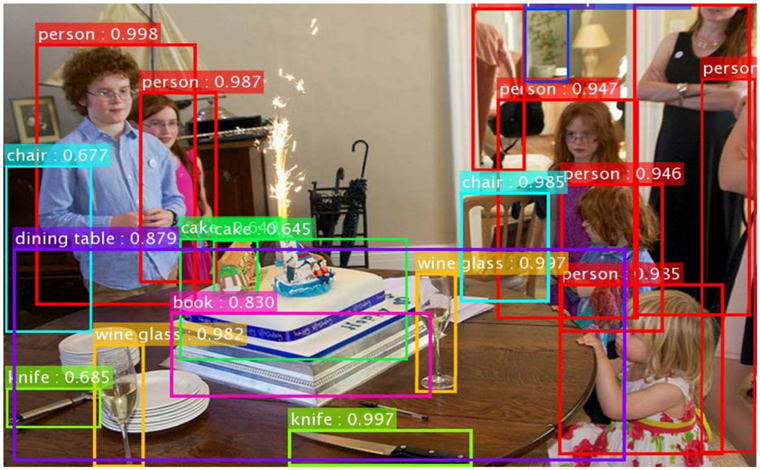 person : 0.998
person : 0.987
person
person : 0.947
chair : 0.677
chair : 0.985
person : 0.946
dining table : 0.879
cake : 0.645
wine glass : 0.997
person : 0.985
book : 0.830
wine glass : 0.982
knife : 0.685
knife : 0.997